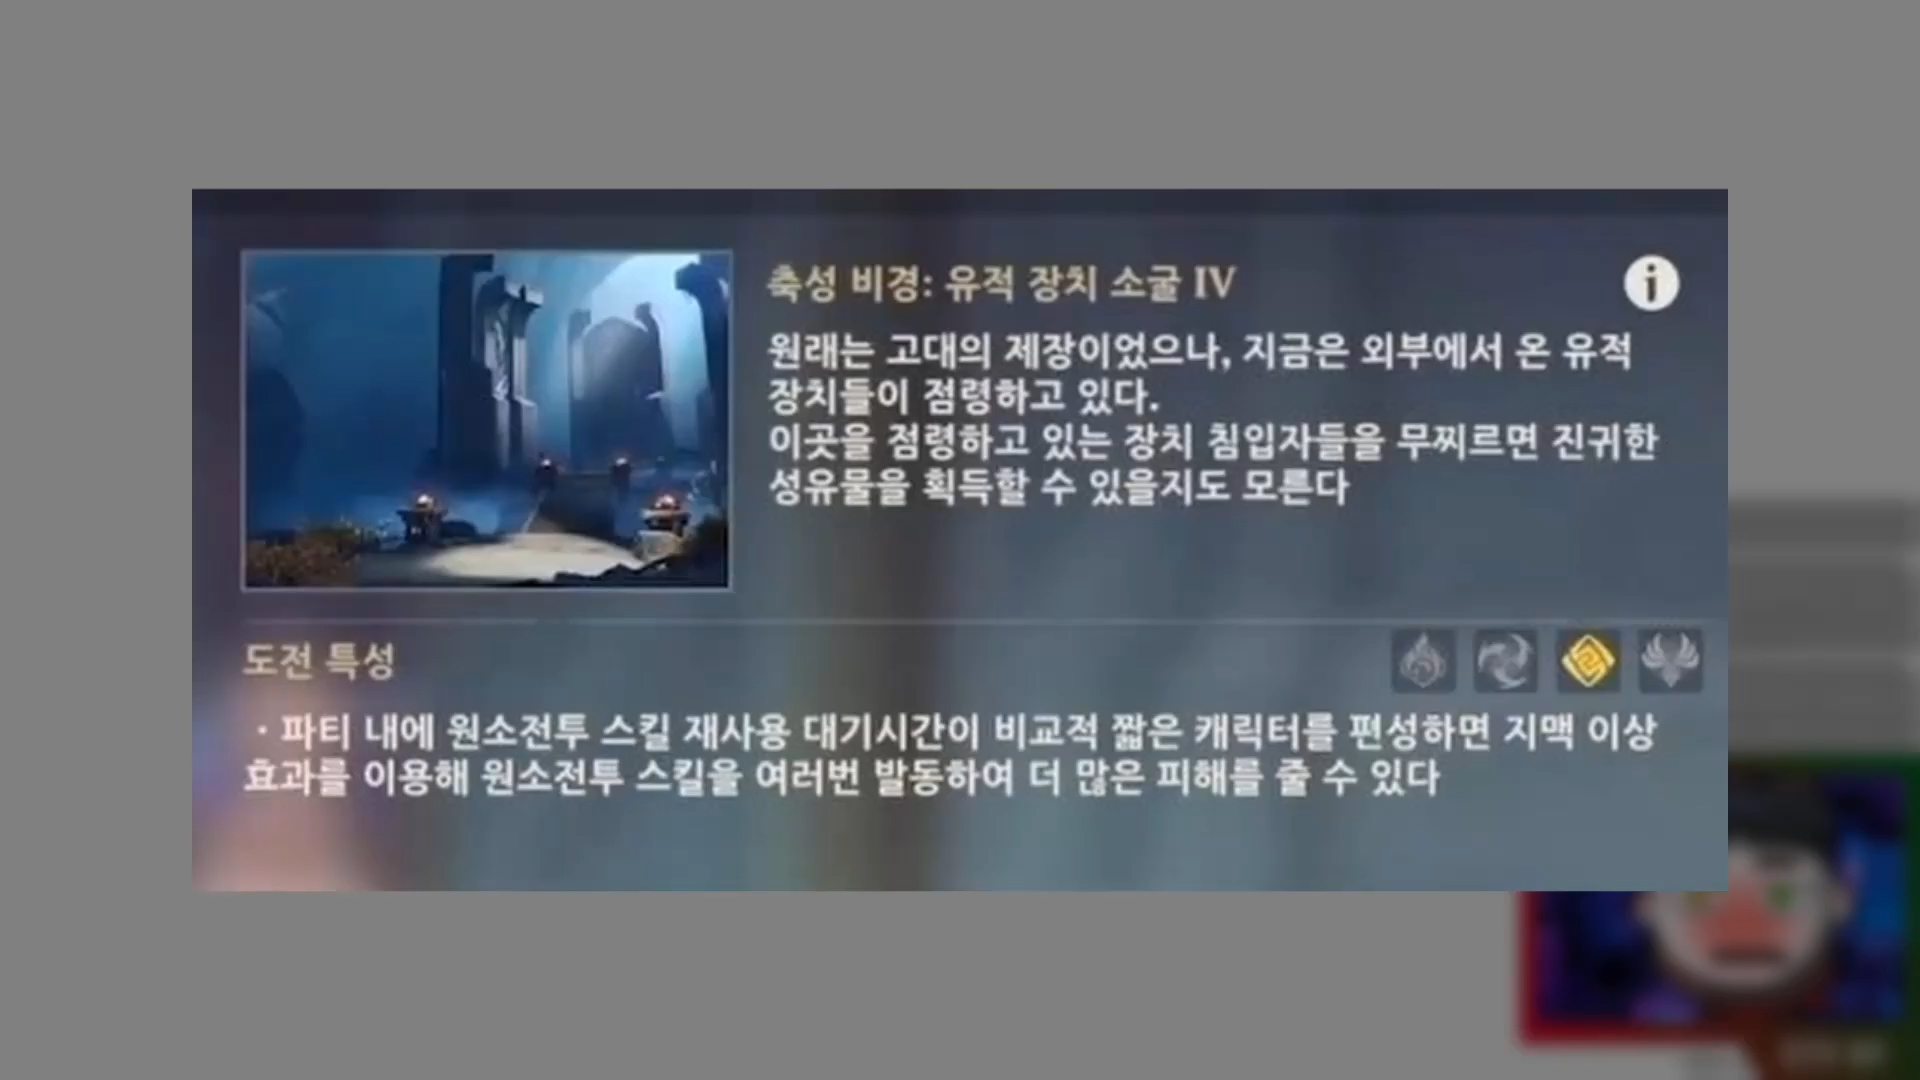 축성 비경: 유적 장치 소굴 IV
원래는 고대의 제장이었으나, 지금은 외부에서 온 유적
장치들이 점령하고 있다.
이곳을 점령하고 있는 장치 침입자들을 무찌르면 진귀한
성유물을 획득할 수 있을지도 모른다
도전 특성
・파티 내에 원소전투 스킬 재사용 대기시간이 비교적 짧은 캐릭터를 편성하면 지맥 이상
효과를 이용해 원소전투 스킬을 여러번 발동하여 더 많은 피해를 줄 수 있다